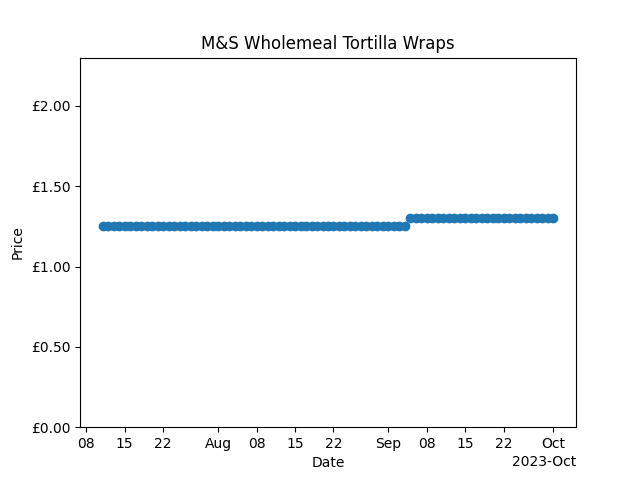 M&S Wholemeal Tortilla Wraps
£2.00
£1.50
£1.00
£0.50
£0.00
Price
08 15 22 Aug 08 15 22 Sep 08 15 22 Oct
Date
2023-Oct